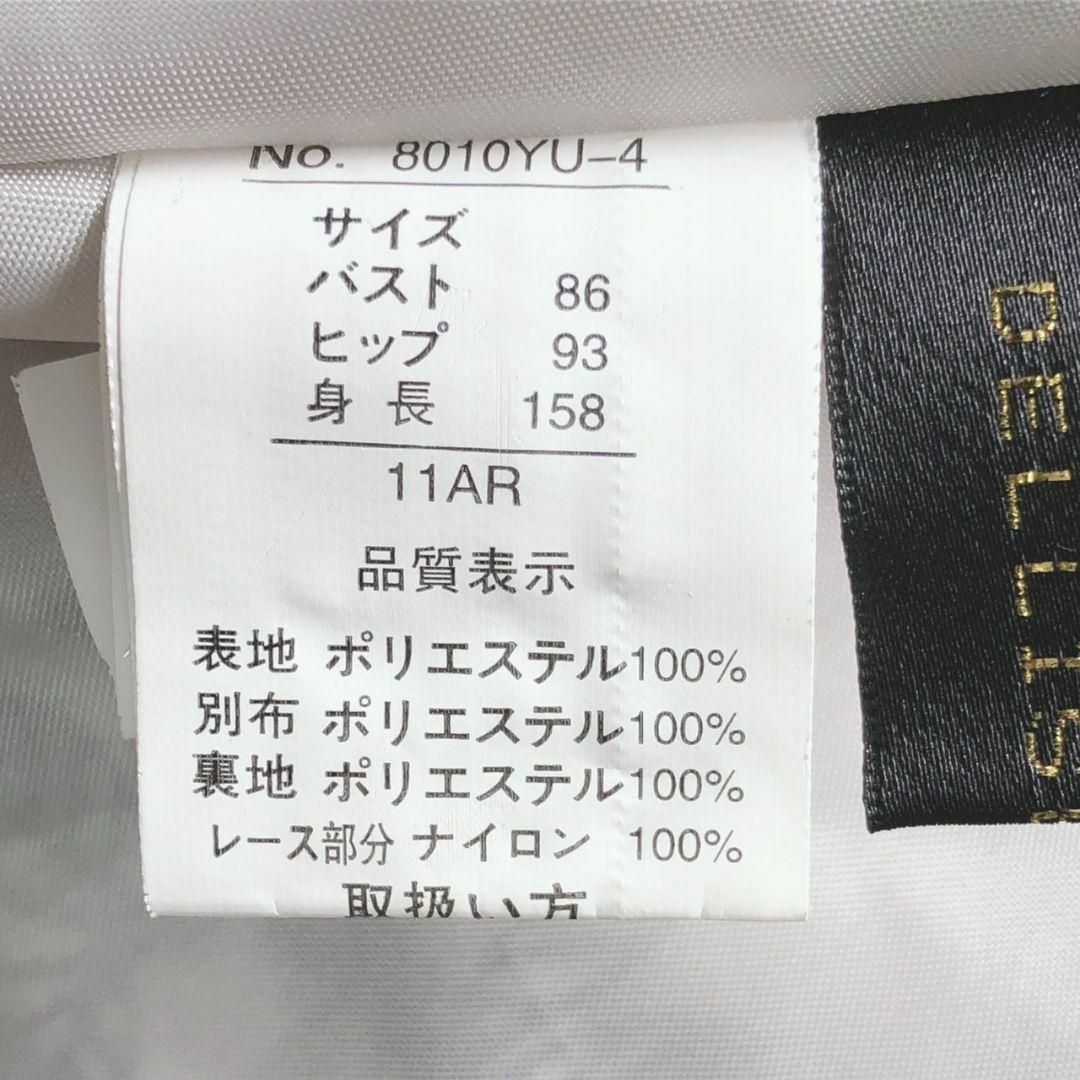 No. 8010YU-4
サイズ
バスト 86
ヒップ 93
身長 158
11AR
品質表示
表地 ポリエステル100%
別布 ポリエステル100%
裏地 ポリエステル100%
レース部分 ナイロン 100%
取扱い方
DELLIS